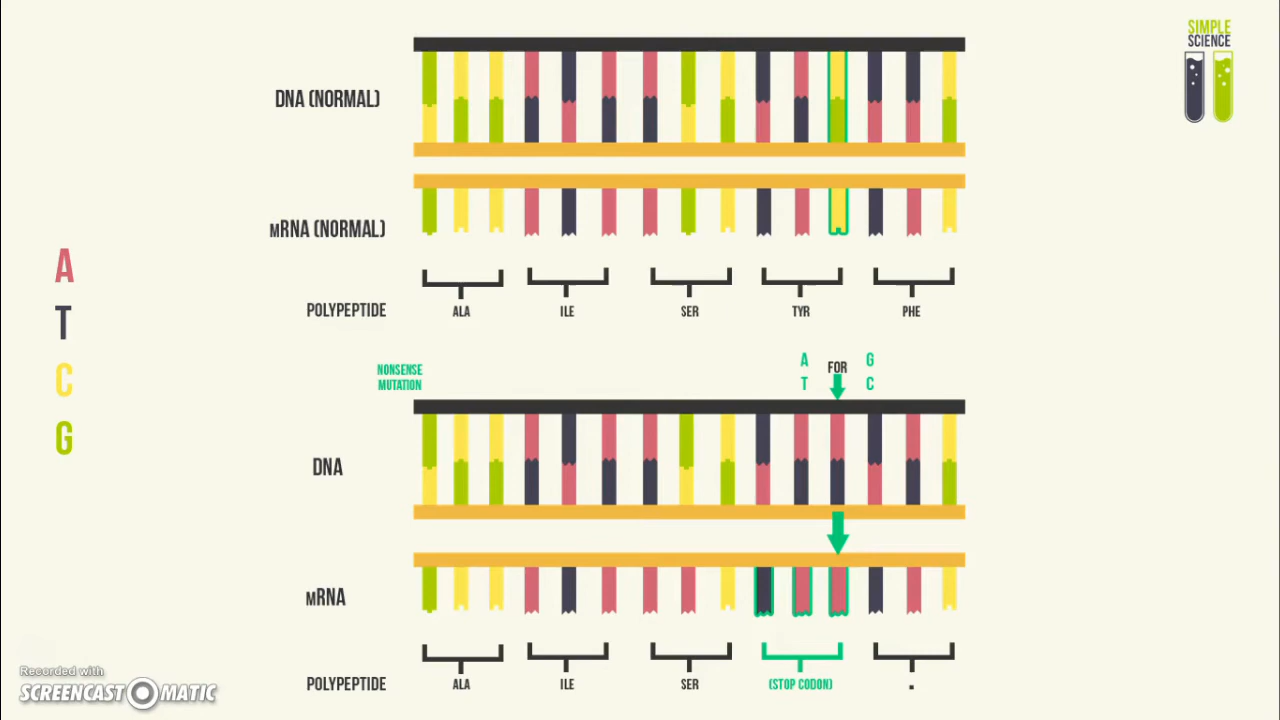 SIMPLE
SCIENCE
DNA (NORMAL)
MRNA (NORMAL)
A
T
C
G
POLYPEPTIDE
ALA
ILE
SER
TYR
PHE
NONSENSE
MUTATION
A FOR G
T C
DNA
MRNA
POLYPEPTIDE
ALA
ILE
SER
(STOP CODON)
.
Recorded with
SCREENCAST MATIC